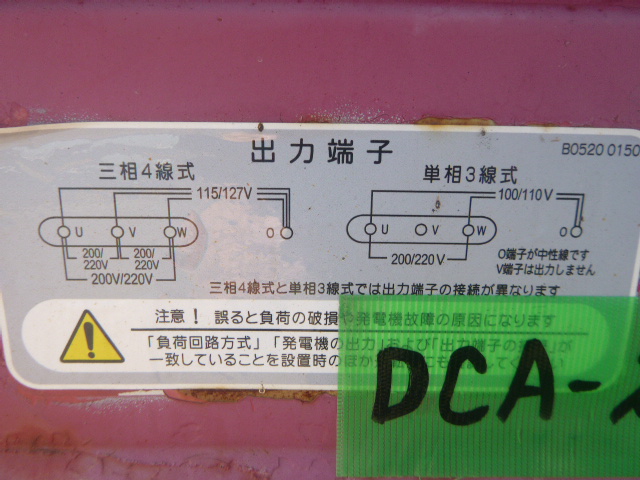 出力端子
B0520 0150
三相4線式
115/127V
U V W O
200/ 200/
220V 220V
200V/220V
単相3線式
100/110V
U V W O
200/220V
O端子が中性線です
V端子は出力しません
三相4線式と単相3線式では出力端子の接続が異なります
注意! 誤ると負荷の破損や発電機故障の原因になります
「負荷回路方式」「発電機の出力」および「出力端子の接続」が
一致していることを設置時のほか
DCA-